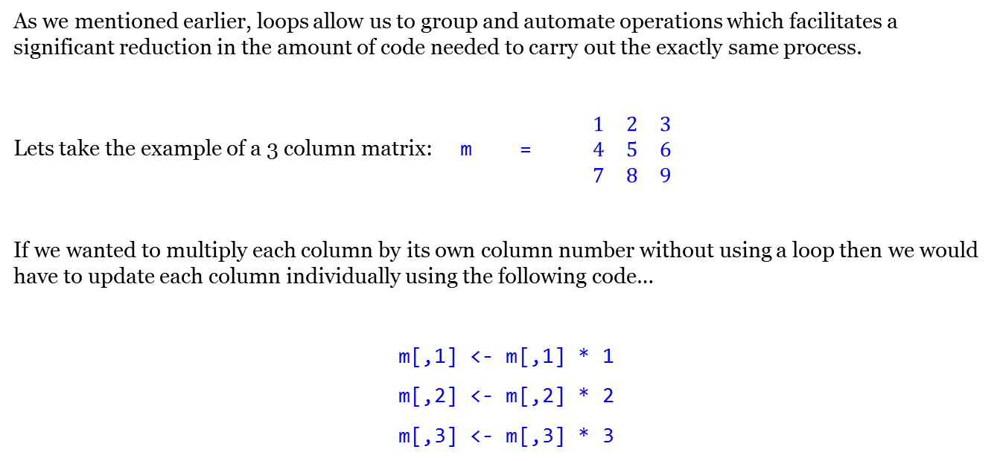 As we mentioned earlier, loops allow us to group and automate operations which facilitates a
significant reduction in the amount of code needed to carry out the exactly same process.
1 2 3
Lets take the example of a 3 column matrix: m = 4 5 6
7 8 9
If we wanted to multiply each column by its own column number without using a loop then we would
have to update each column individually using the following code...
m[,1] <- m[,1] * 1
m[,2] <- m[,2] * 2
m[,3] <- m[,3] * 3